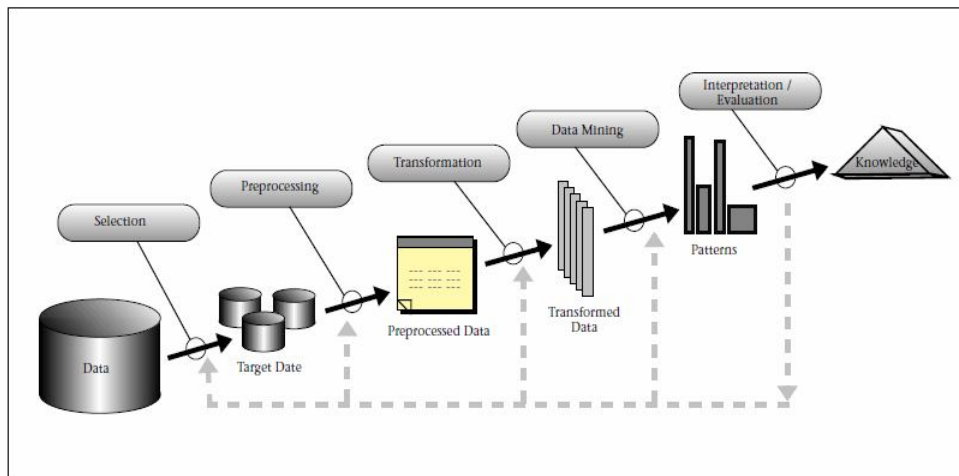 Interpretation /
Evaluation
Data Mining
Transformation
Preprocessing
Selection
Knowledge
Patterns
Transformed
Data
Preprocessed Data
Target Date
Data